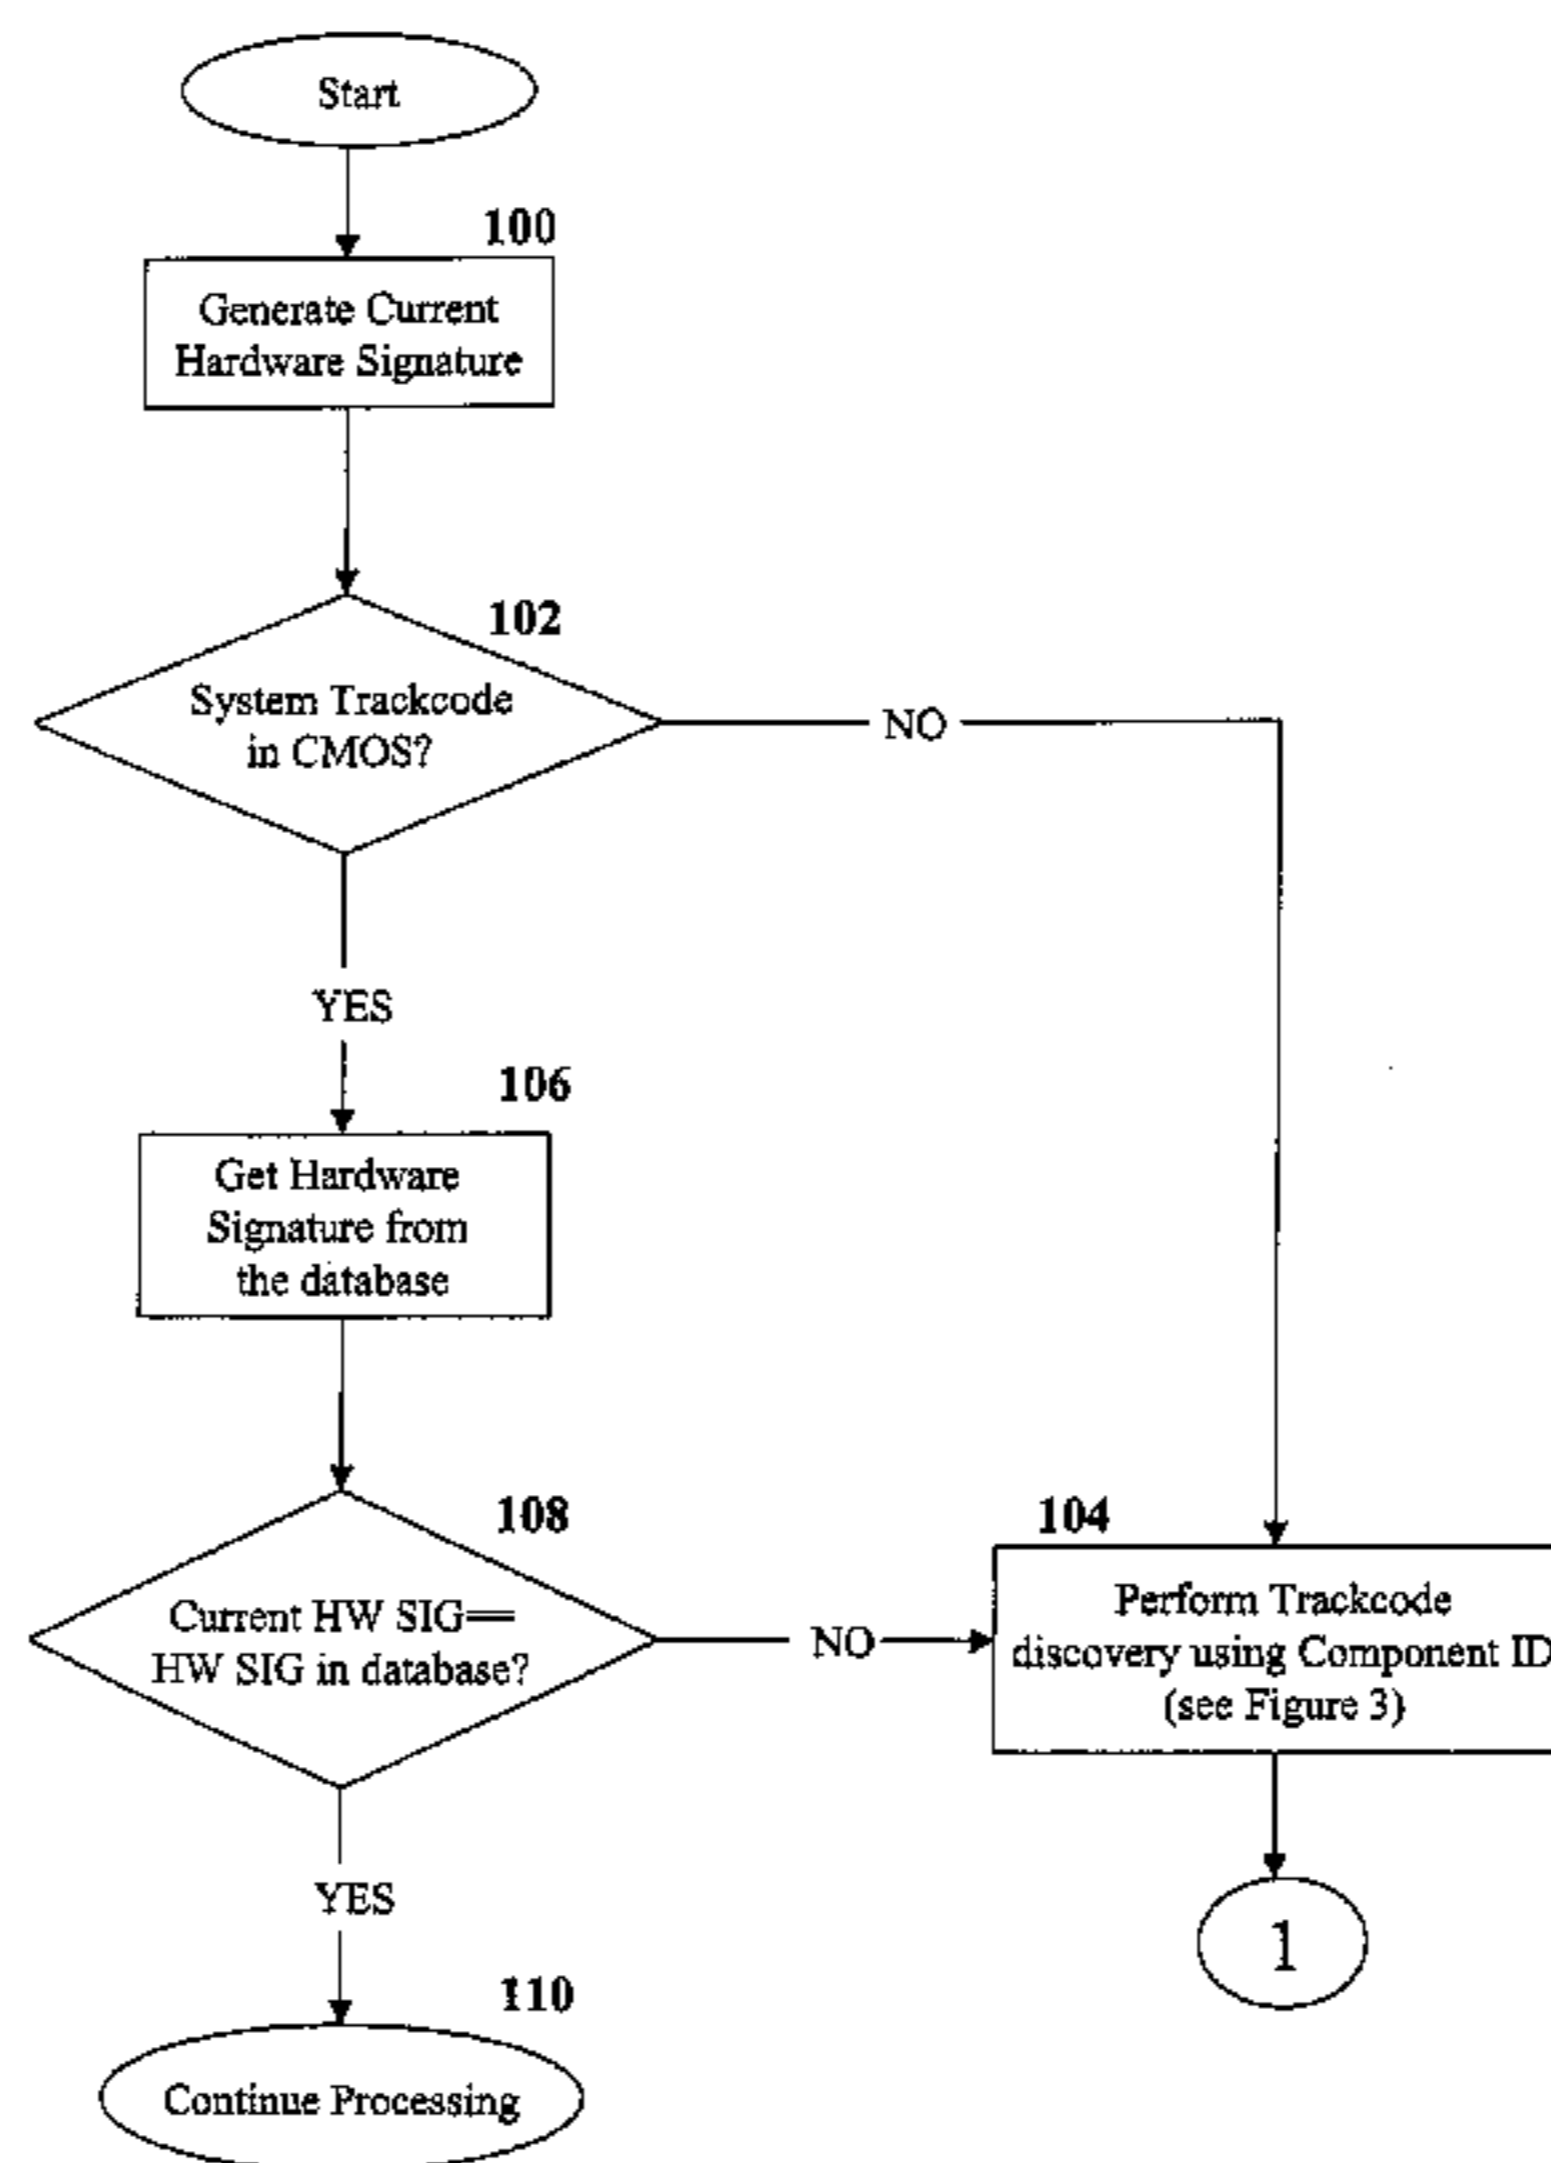 Start
100
Generate Current
Hardware Signature
102
System Trackcode
in CMOS?
NO
YES
106
Get Hardware
Signature from
the database
108
Current HW SIG==
HW SIG in database?
NO
104
Perform Trackcode
discovery using Component ID
(see Figure 3)
YES
1
110
Continue Processing